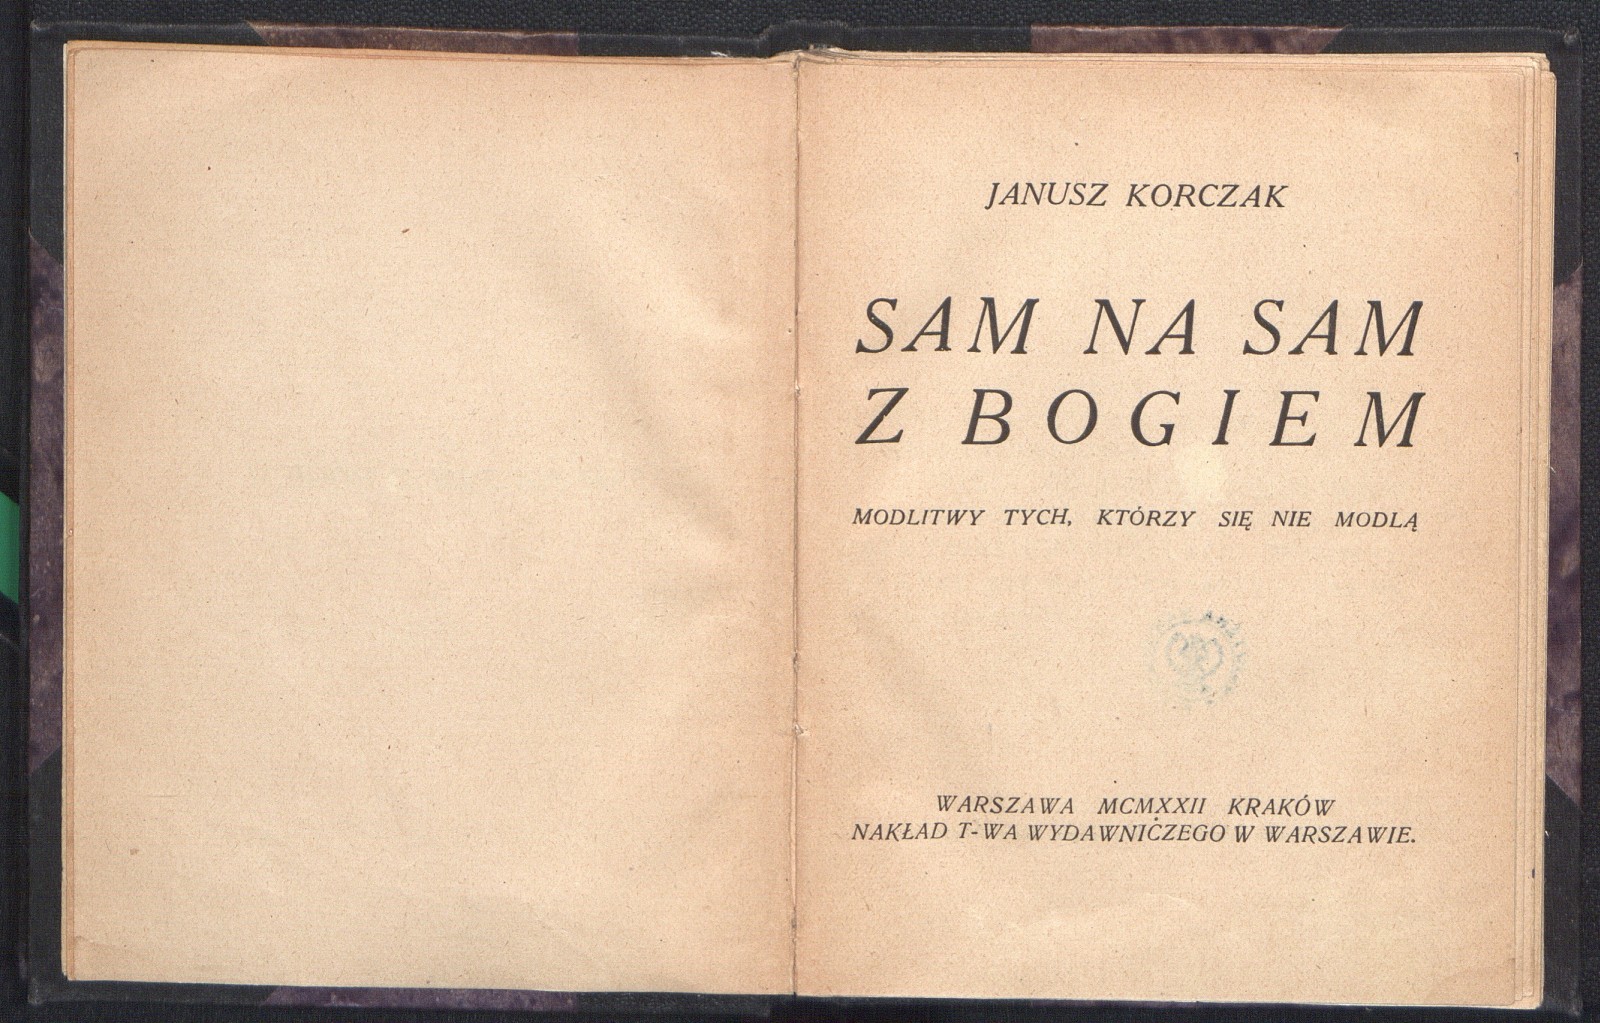 JANUSZ KORCZAK
SAM NA SAM
Z BOGIEM
MODLITWY TYCH, KTÓRZY SIĘ NIE MODLĄ
WARSZAWA MCMXXII KRAKÓW
NAKŁAD T-WA WYDAWNICZEGO W WARSZAWIE.